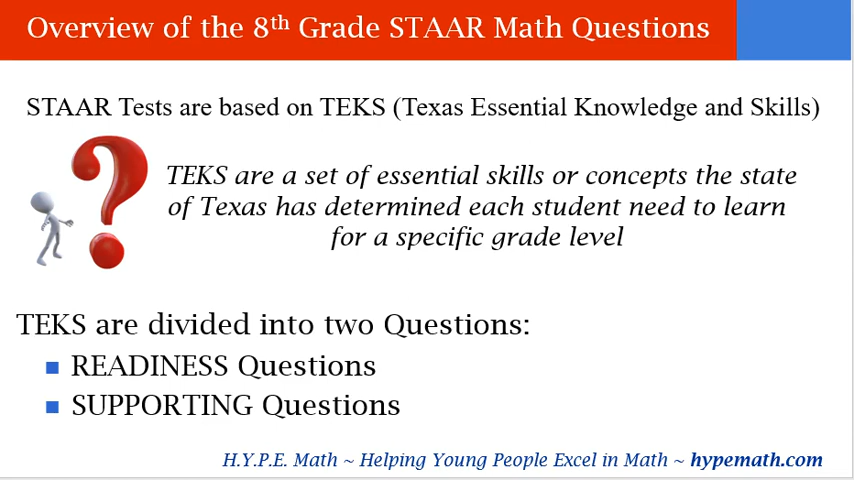 Overview of the 8th Grade STAAR Math Questions
STAAR Tests are based on TEKS (Texas Essential Knowledge and Skills)
TEKS are a set of essential skills or concepts the state
of Texas has determined each student need to learn
for a specific grade level
TEKS are divided into two Questions:
READINESS Questions
SUPPORTING Questions
H.Y.P.E. Math ~ Helping Young People Excel in Math ~ hypemath.com